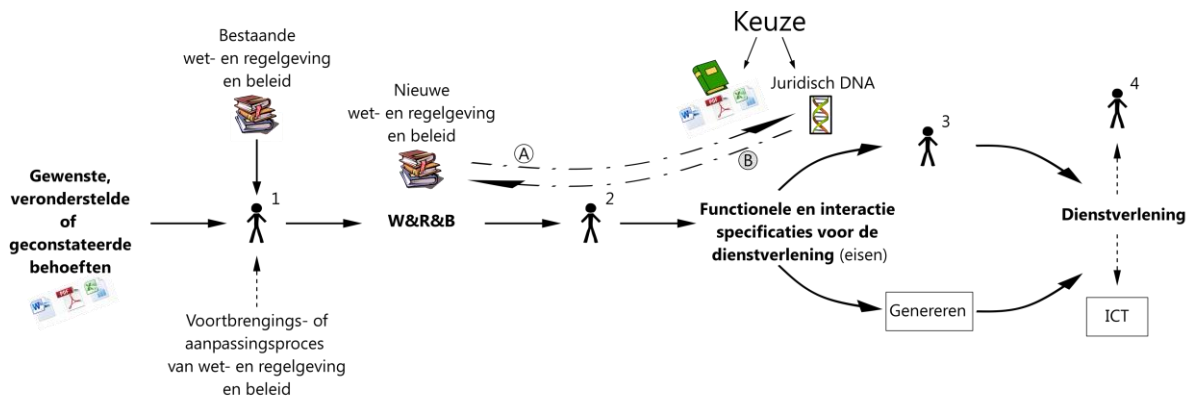 Bestaande
wet- en regelgeving
en beleid
Nieuwe
wet- en regelgeving
en beleid
Keuze
Juridisch DNA
A
B
Gewenste,
veronderstelde
of
geconstateerde
behoeften
1
W&R&B
2
Functionele en interactie
specificaties voor de
dienstverlening (eisen)
3
4
Dienstverlening
Genereren
ICT
Voortbrengings- of
aanpassingsproces
van wet- en regelgeving
en beleid